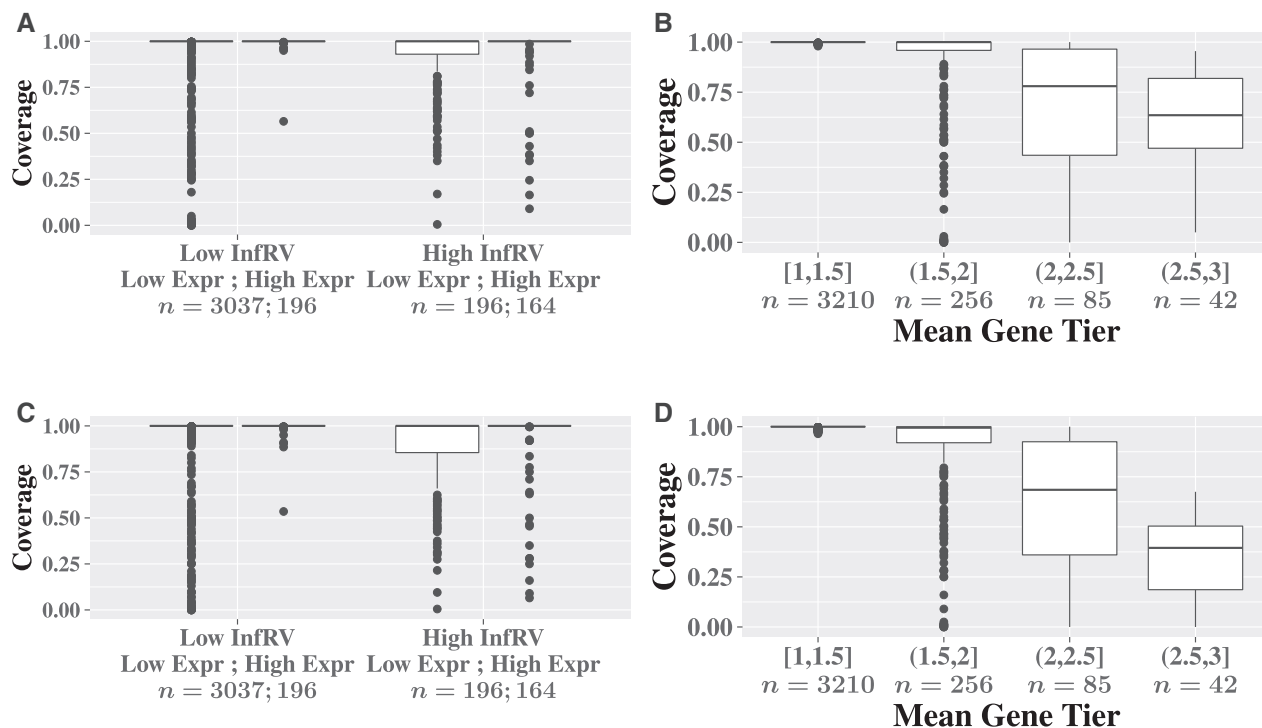 A
Coverage
1.00
0.75
0.50
0.25
0.00
Low InfRV
High InfRV
Low Expr ; High Expr
Low Expr ; High Expr
n = 3037; 196
n = 196; 164
B
Coverage
1.00
0.75
0.50
0.25
0.00
[1,1.5]
(1.5,2]
(2,2.5]
(2.5,3]
n = 3210
n = 256
n = 85
n = 42
Mean Gene Tier
C
Coverage
1.00
0.75
0.50
0.25
0.00
Low InfRV
High InfRV
Low Expr ; High Expr
Low Expr ; High Expr
n = 3037; 196
n = 196; 164
D
Coverage
1.00
0.75
0.50
0.25
0.00
[1,1.5]
(1.5,2]
(2,2.5]
(2.5,3]
n = 3210
n = 256
n = 85
n = 42
Mean Gene Tier